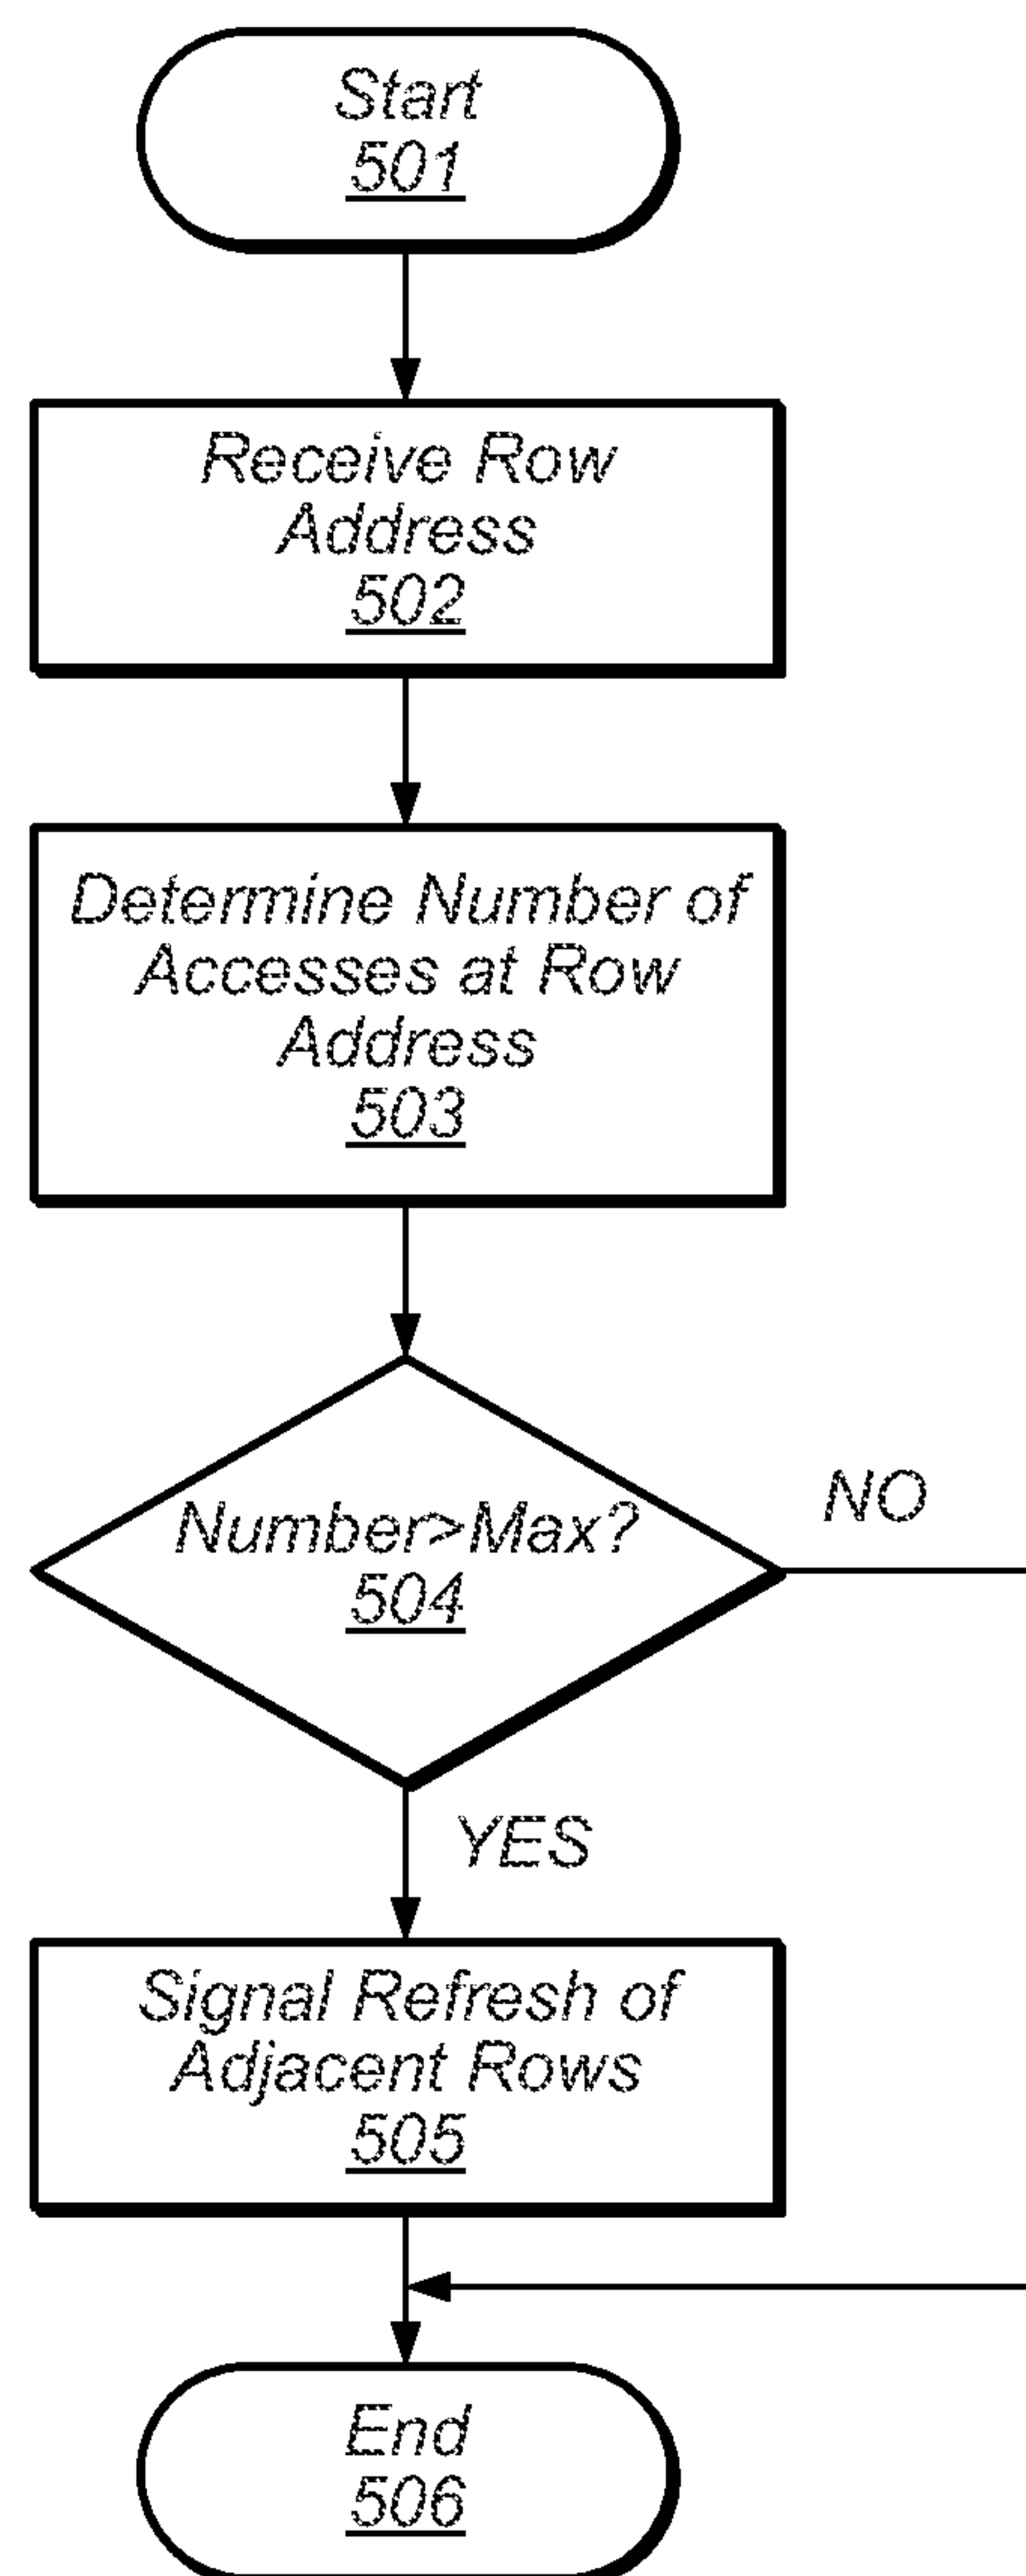 Start
501
Receive Row
Address
502
Determine Number of
Accesses at Row
Address
503
Number>Max?
504
NO
YES
Signal Refresh of
Adjacent Rows
505
End
506